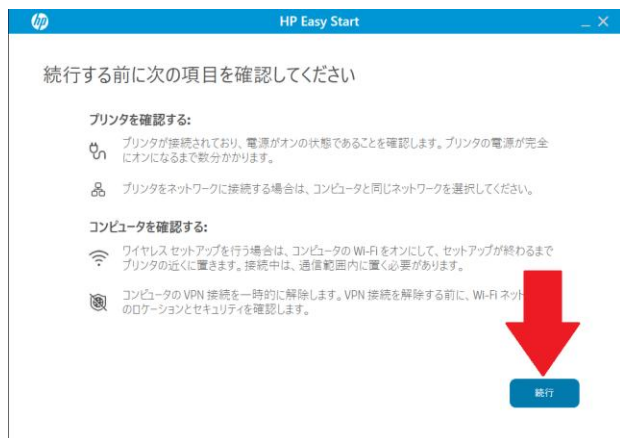 hp
HP Easy Start
続行する前に次の項目を確認してください
プリンタを確認する:
プリンタが接続されており、電源がオンの状態であることを確認します。プリンタの電源が完全
にオンになるまで数分かかります。
プリンタをネットワークに接続する場合は、コンピュータと同じネットワークを選択してください。
コンピュータを確認する:
ワイヤレス セットアップを行う場合は、コンピュータの Wi-Fi をオンにして、セットアップが終わるまで
プリンタの近くに置きます。接続中は、通信範囲内に置く必要があります。
コンピュータの VPN 接続を一時的に解除します。VPN 接続を解除する前に、Wi-Fi ネット
のロケーションとセキュリティを確認します。
続行